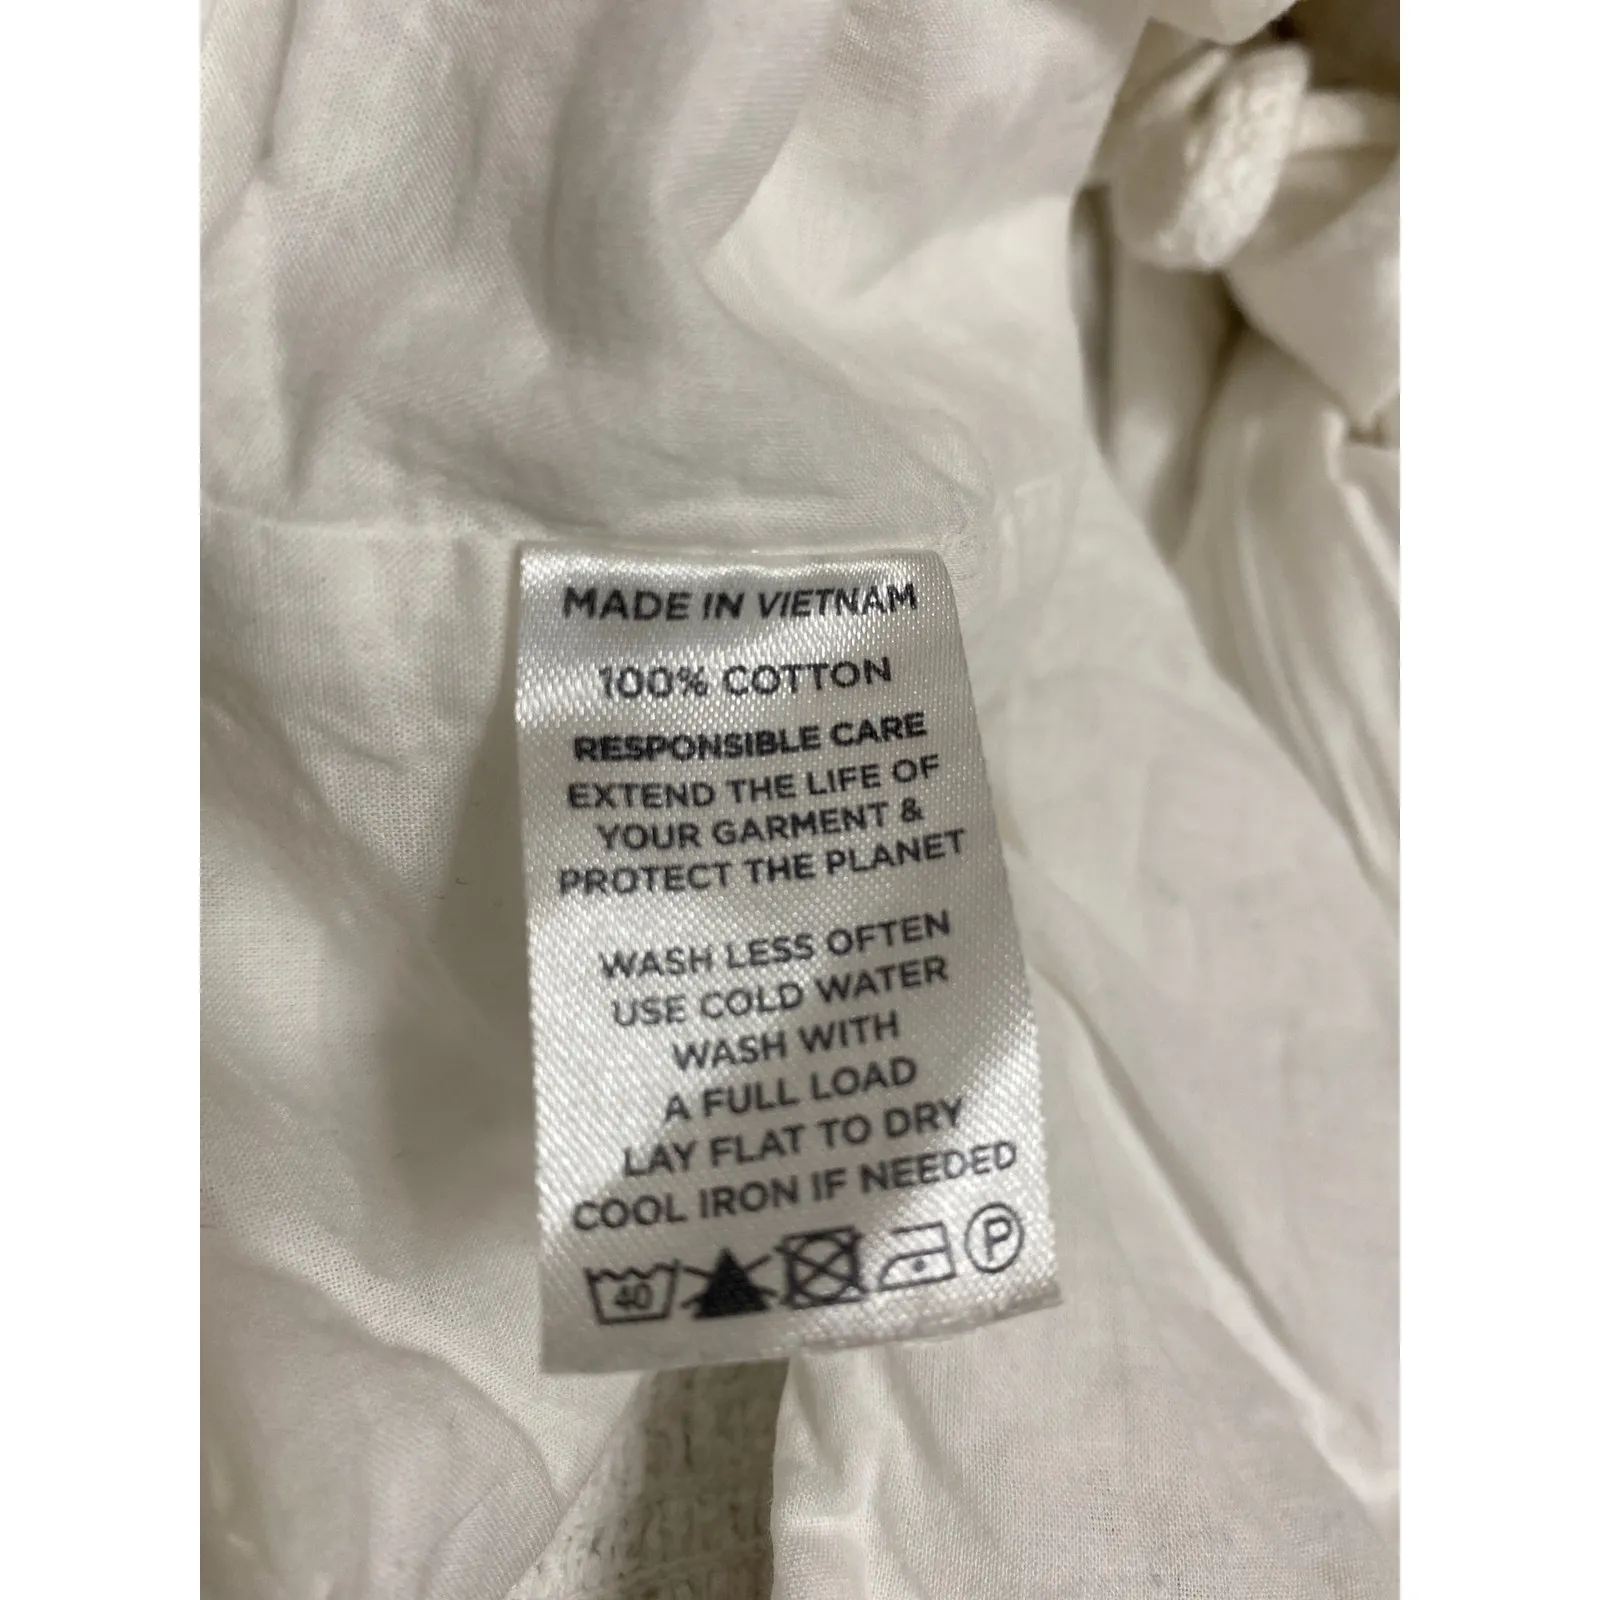 MADE IN VIETNAM
100% COTTON
RESPONSIBLE CARE
EXTEND THE LIFE OF
YOUR GARMENT &
PROTECT THE PLANET
WASH LESS OFTEN
USE COLD WATER
WASH WITH
A FULL LOAD
LAY FLAT TO DRY
COOL IRON IF NEEDED
40 P